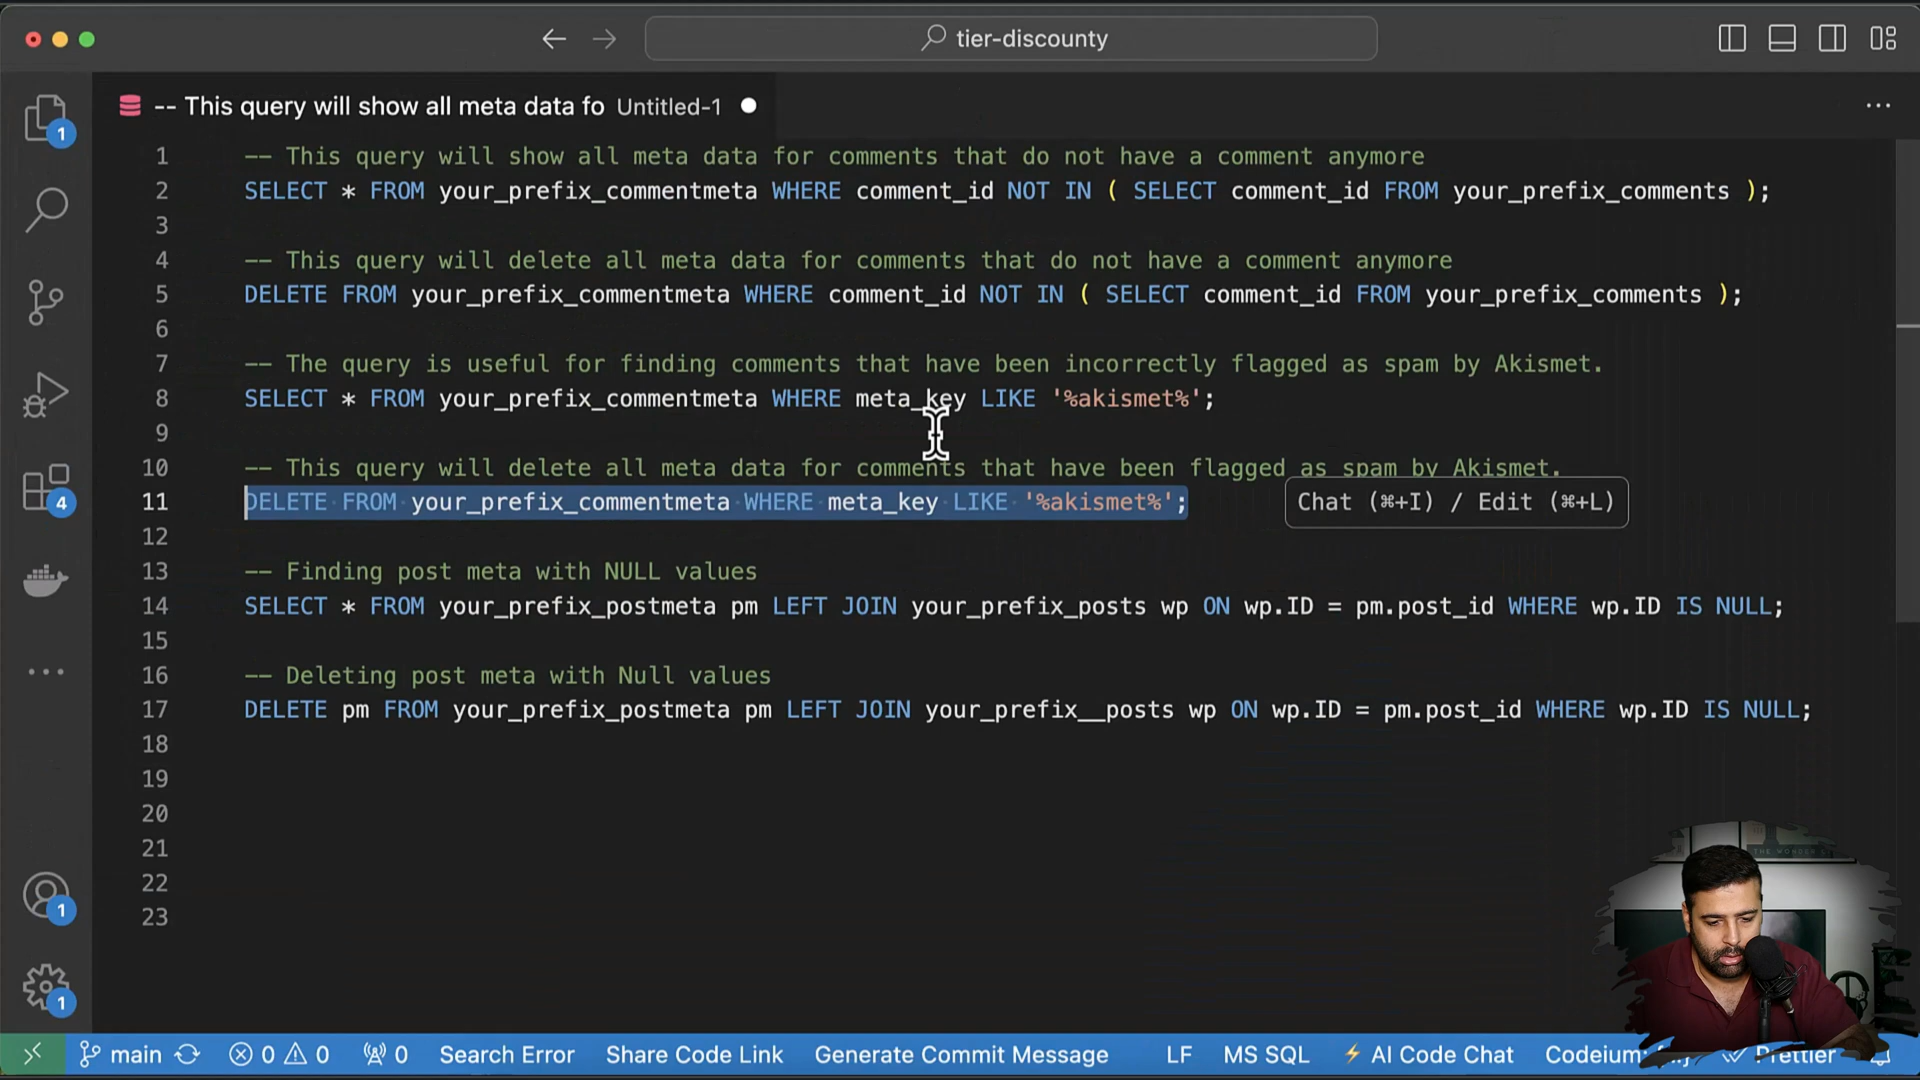 tier-discounty
-- This query will show all meta data fo Untitled-1
1 -- This query will show all meta data for comments that do not have a comment anymore
2 SELECT * FROM your_prefix_commentmeta WHERE comment_id NOT IN ( SELECT comment_id FROM your_prefix_comments );
3
4 -- This query will delete all meta data for comments that do not have a comment anymore
5 DELETE FROM your_prefix_commentmeta WHERE comment_id NOT IN ( SELECT comment_id FROM your_prefix_comments );
6
7 -- The query is useful for finding comments that have been incorrectly flagged as spam by Akismet.
8 SELECT * FROM your_prefix_commentmeta WHERE meta_key LIKE '%akismet%';
9
10 -- This query will delete all meta data for comments that have been flagged as spam by Akismet.
11 DELETE FROM your_prefix_commentmeta WHERE meta_key LIKE '%akismet%'; Chat (⌘+I) / Edit (⌘+L)
12
13 -- Finding post meta with NULL values
14 SELECT * FROM your_prefix_postmeta pm LEFT JOIN your_prefix_posts wp ON wp.ID = pm.post_id WHERE wp.ID IS NULL;
15
16 -- Deleting post meta with Null values
17 DELETE pm FROM your_prefix_postmeta pm LEFT JOIN your_prefix__posts wp ON wp.ID = pm.post_id WHERE wp.ID IS NULL;
18
19
20
21
22
23
1
4
1
1
main 0 0 0 Search Error Share Code Link Generate Commit Message LF MS SQL AI Code Chat Codeium: Prettier